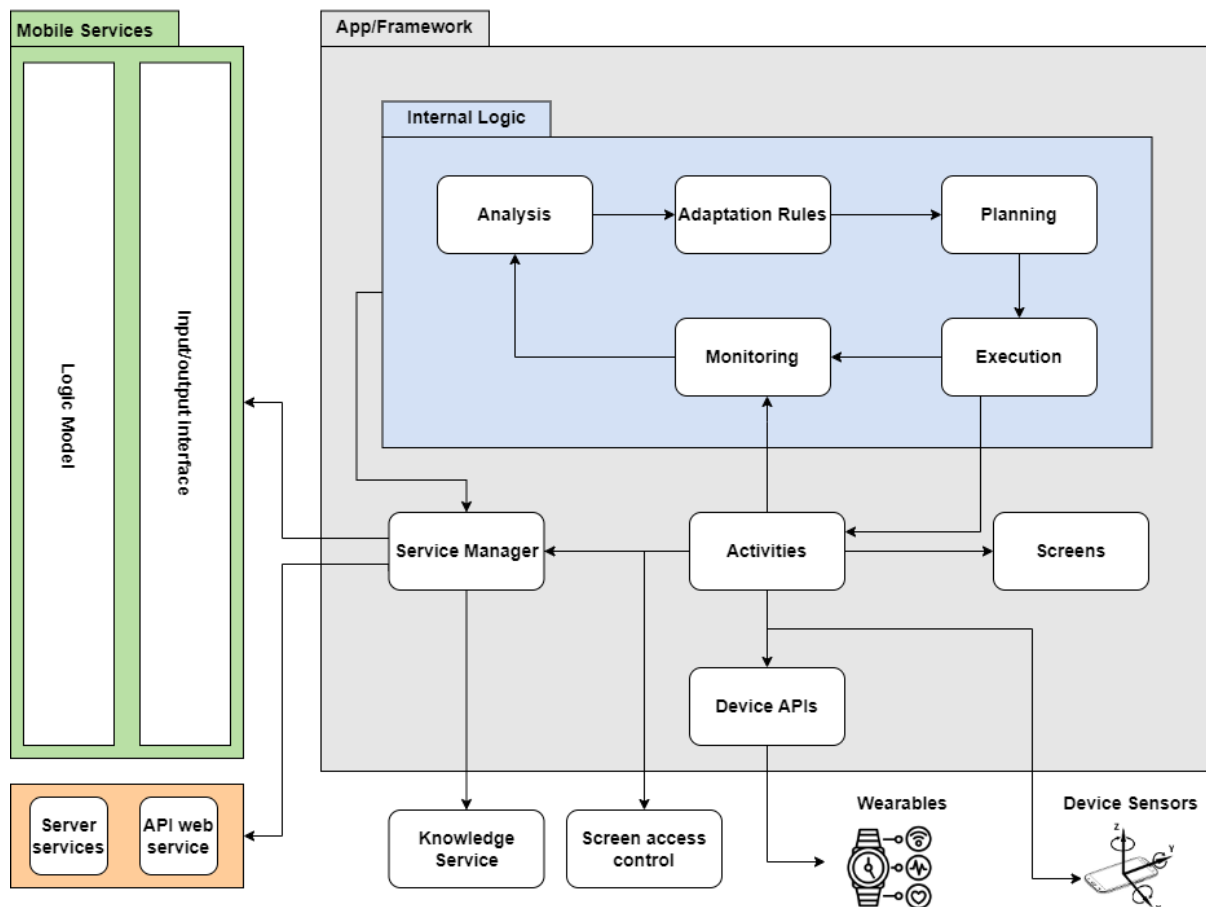 Mobile Services
App/Framework
Internal Logic
Analysis
Adaptation Rules
Planning
Monitoring
Execution
Logic Model
Input/output interface
Service Manager
Activities
Screens
Device APIs
Server
services
API web
service
Knowledge
Service
Screen access
control
Wearables
Device Sensors
Z
Y